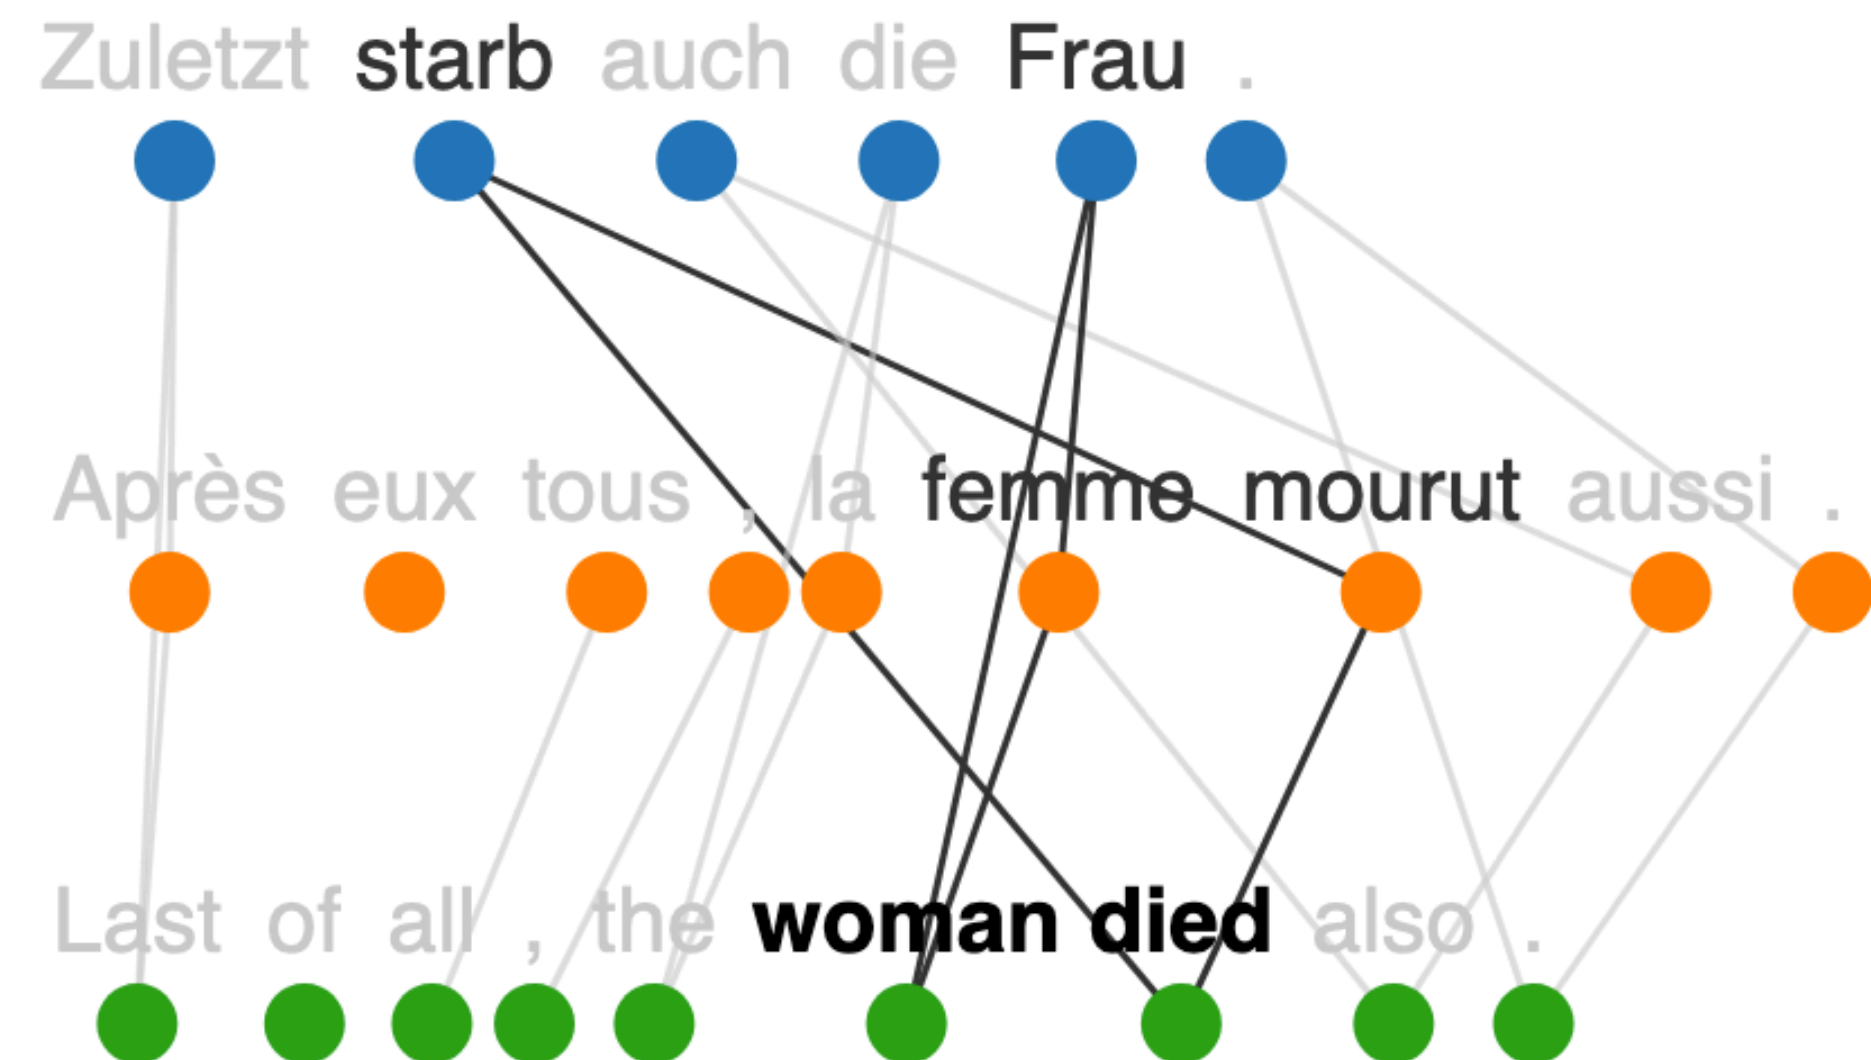 Zuletzt starb auch die Frau .
Après eux tous , la femme mourut aussi .
Last of all , the woman died also .